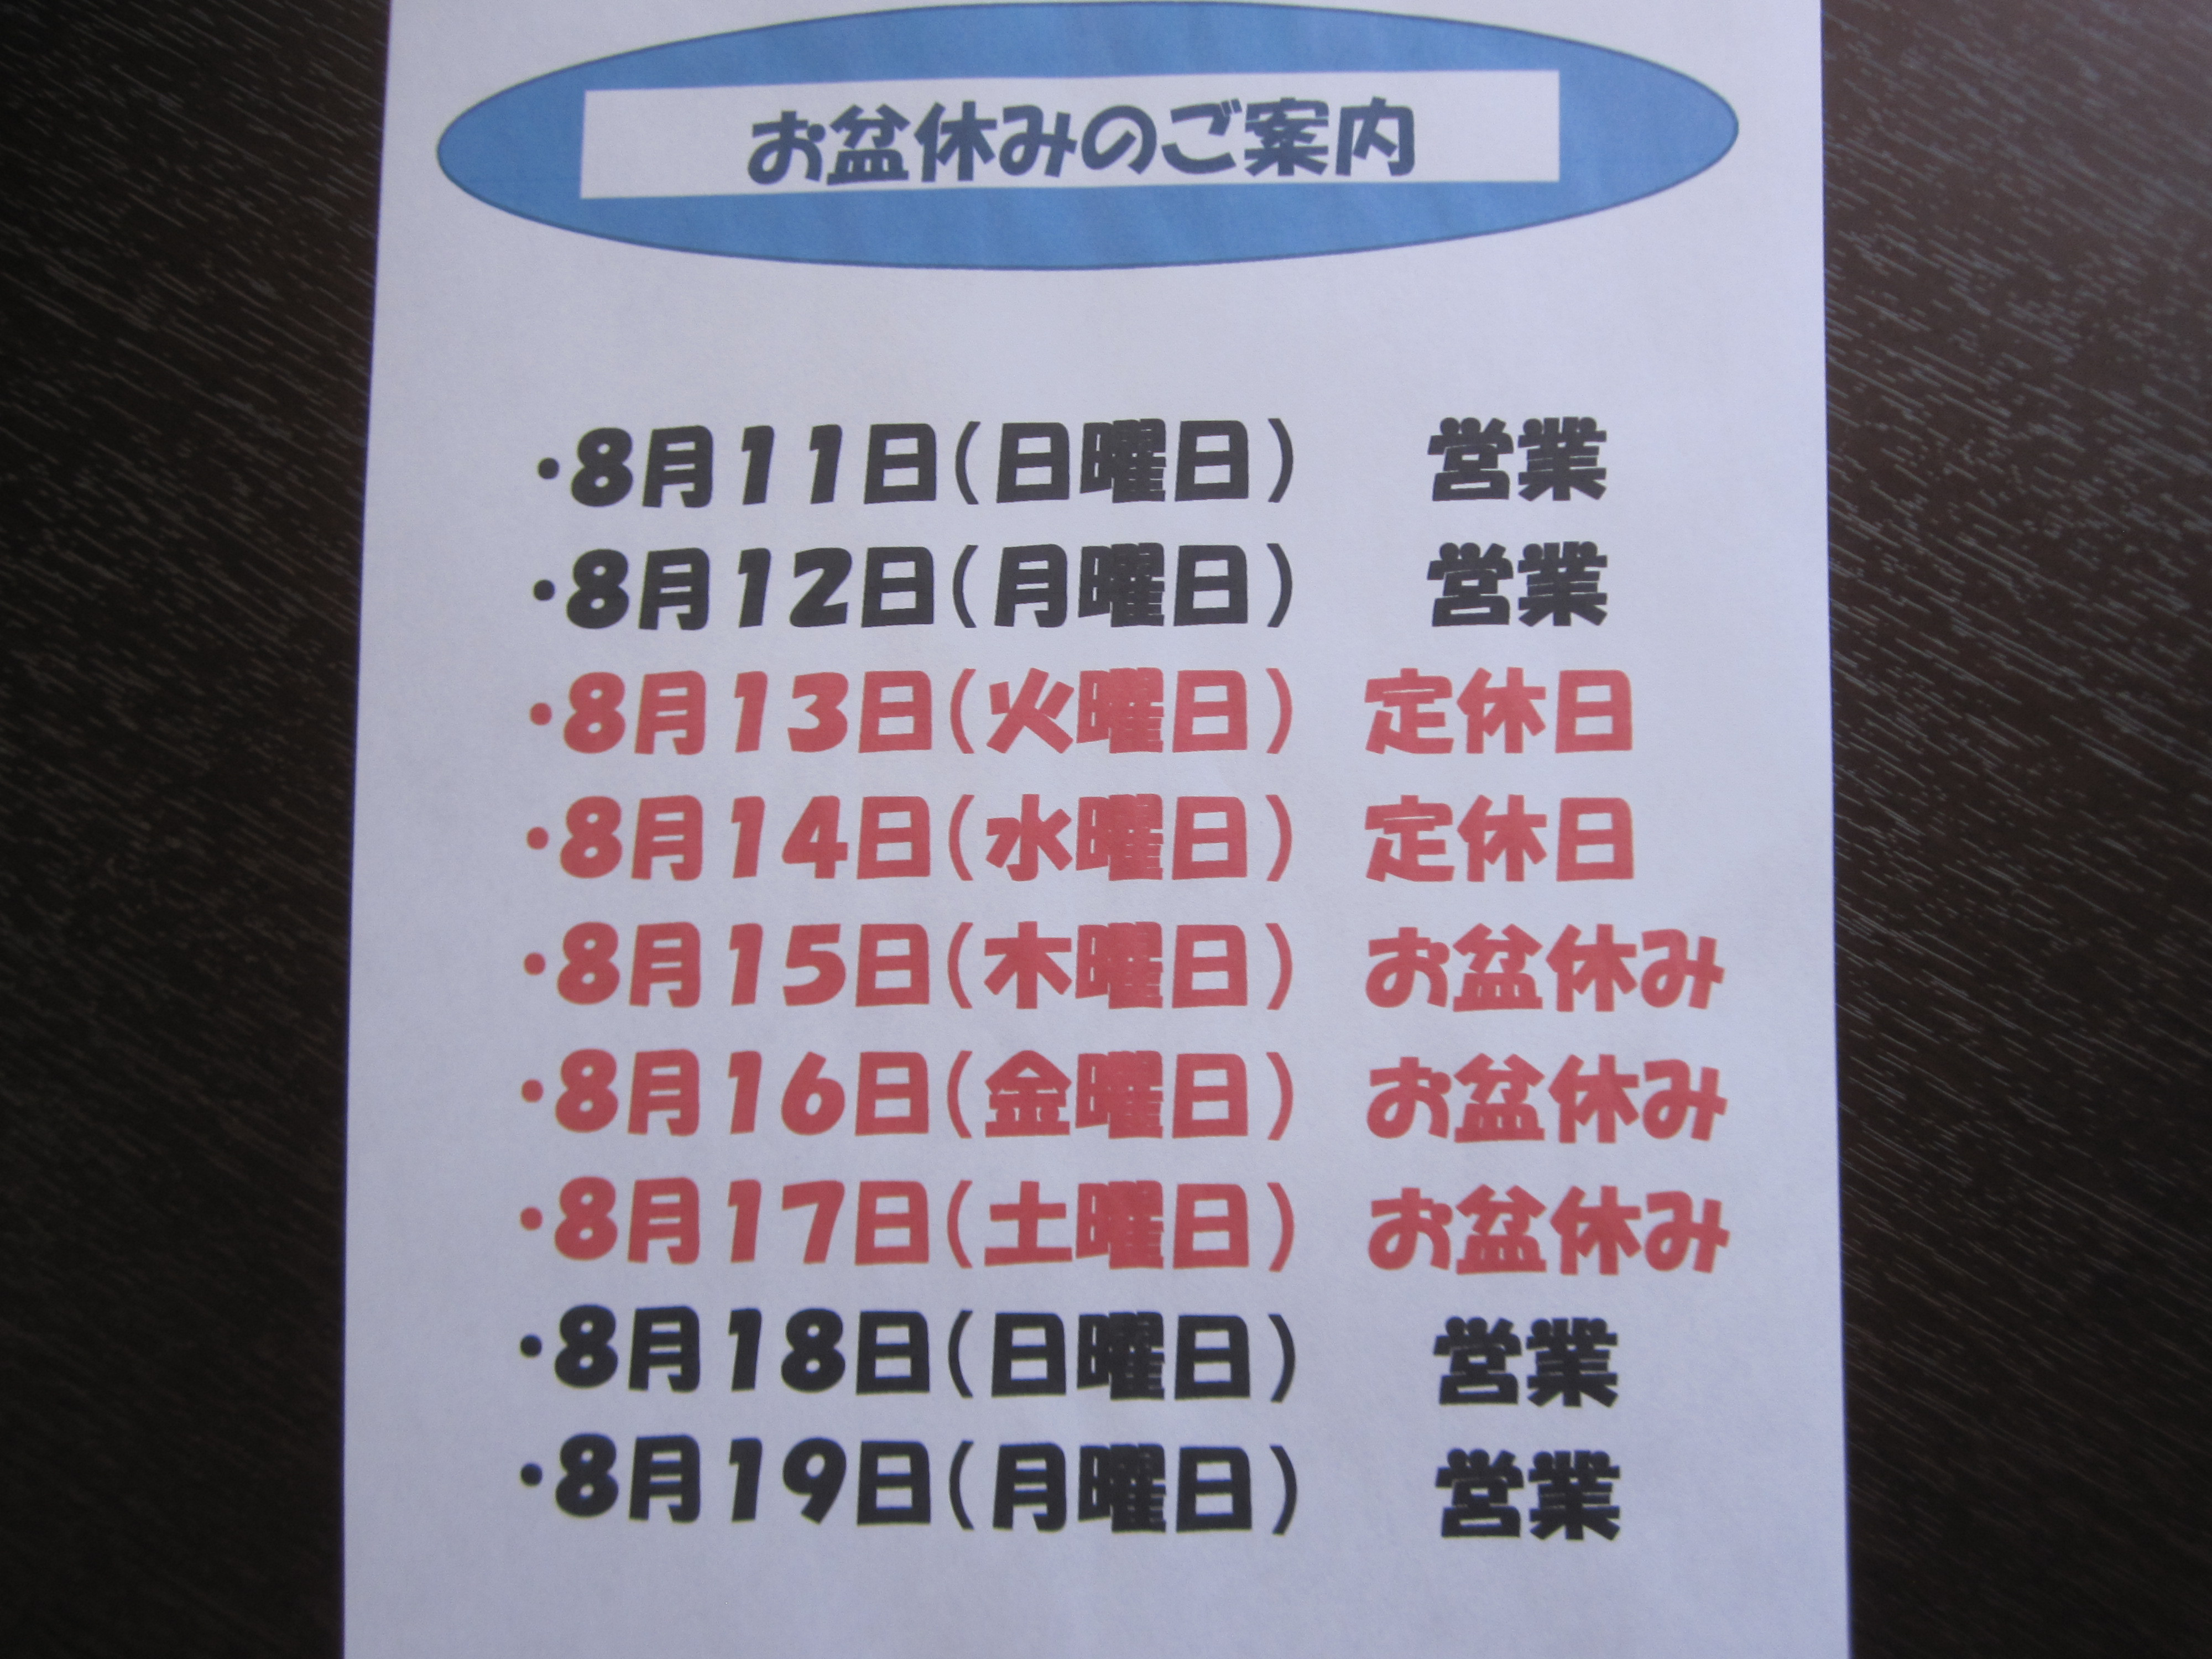 お盆休みのご案内
・8月11日(日曜日) 営業
・8月12日(月曜日) 営業
・8月13日(火曜日) 定休日
・8月14日(水曜日) 定休日
・8月15日(木曜日) お盆休み
・8月16日(金曜日) お盆休み
・8月17日(土曜日) お盆休み
・8月18日(日曜日) 営業
・8月19日(月曜日) 営業